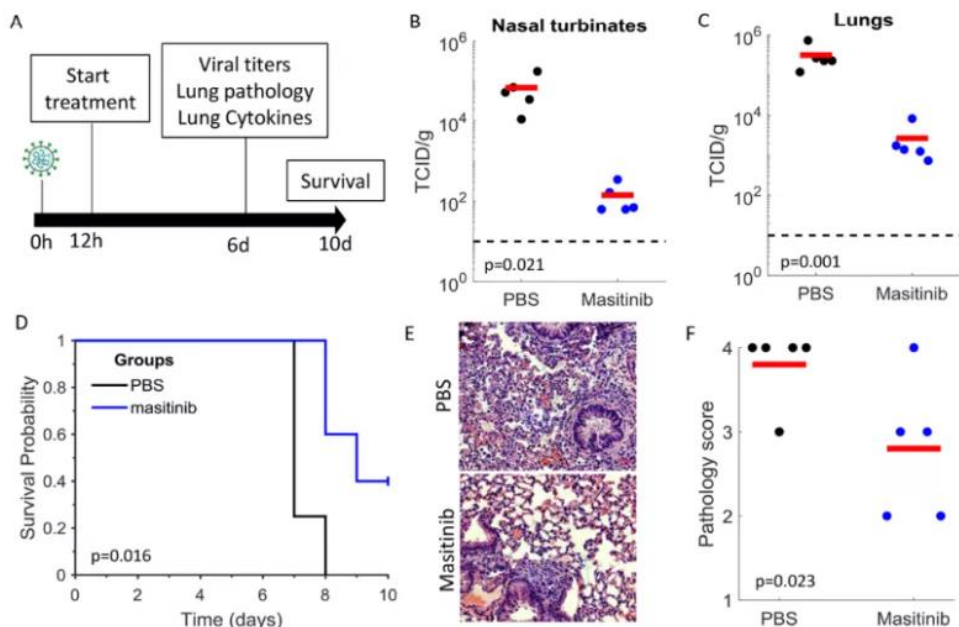 A
Start
treatment
Viral titers
Lung pathology
Lung Cytokines
Survival
0h
12h
6d
10d
B
Nasal turbinates
TCID/g
10^6
10^4
10^2
10^0
p=0.021
PBS
Masitinib
C
Lungs
TCID/g
10^6
10^4
10^2
10^0
p=0.001
PBS
Masitinib
D
Survival Probability
1
0.8
0.6
0.4
0.2
0
Groups
PBS
masitinib
p=0.016
0 2 4 6 8 10
Time (days)
E
PBS
Masitinib
F
Pathology score
4
3
2
1
p=0.023
PBS
Masitinib